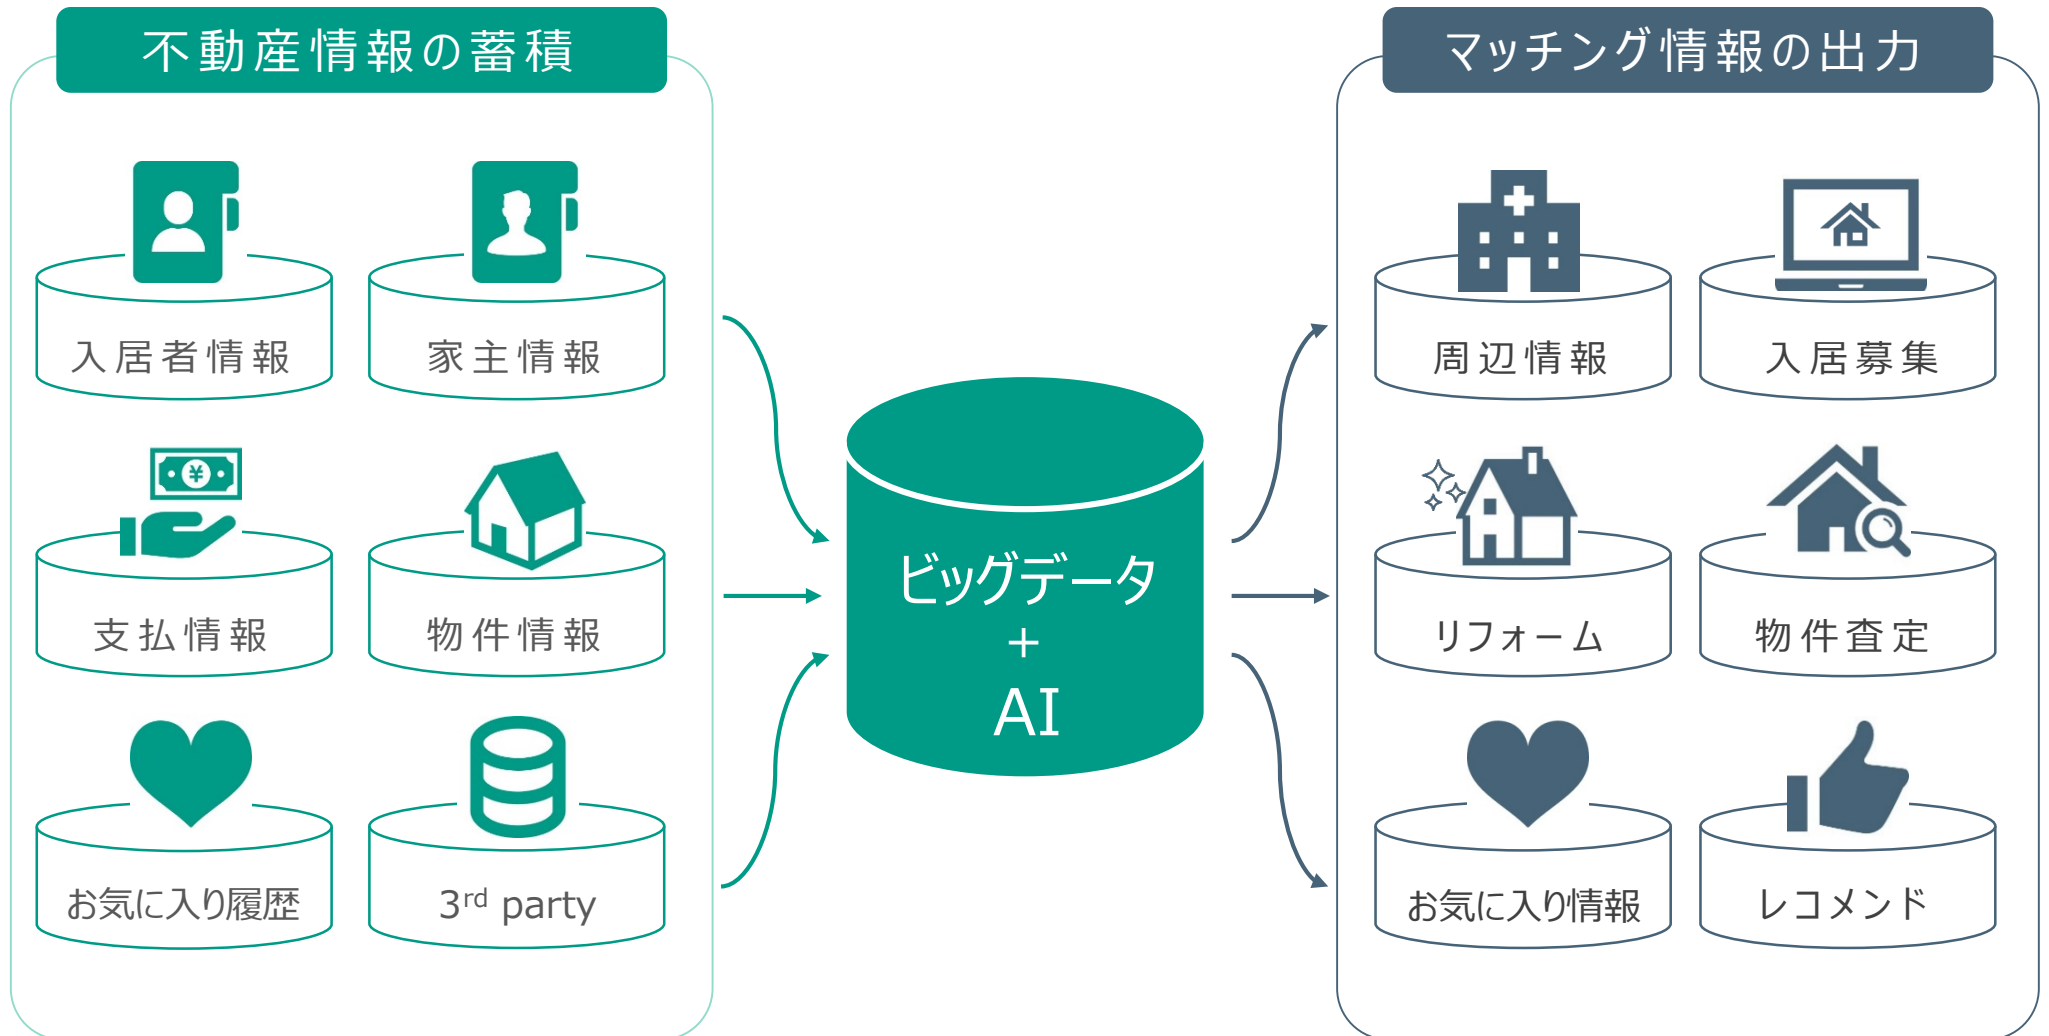 不動産情報の蓄積
入居者情報
家主情報
支払情報
物件情報
お気に入り履歴
3rd party
ビッグデータ
+
AI
マッチング情報の出力
周辺情報
入居募集
リフォーム
物件査定
お気に入り情報
レコメンド
¥